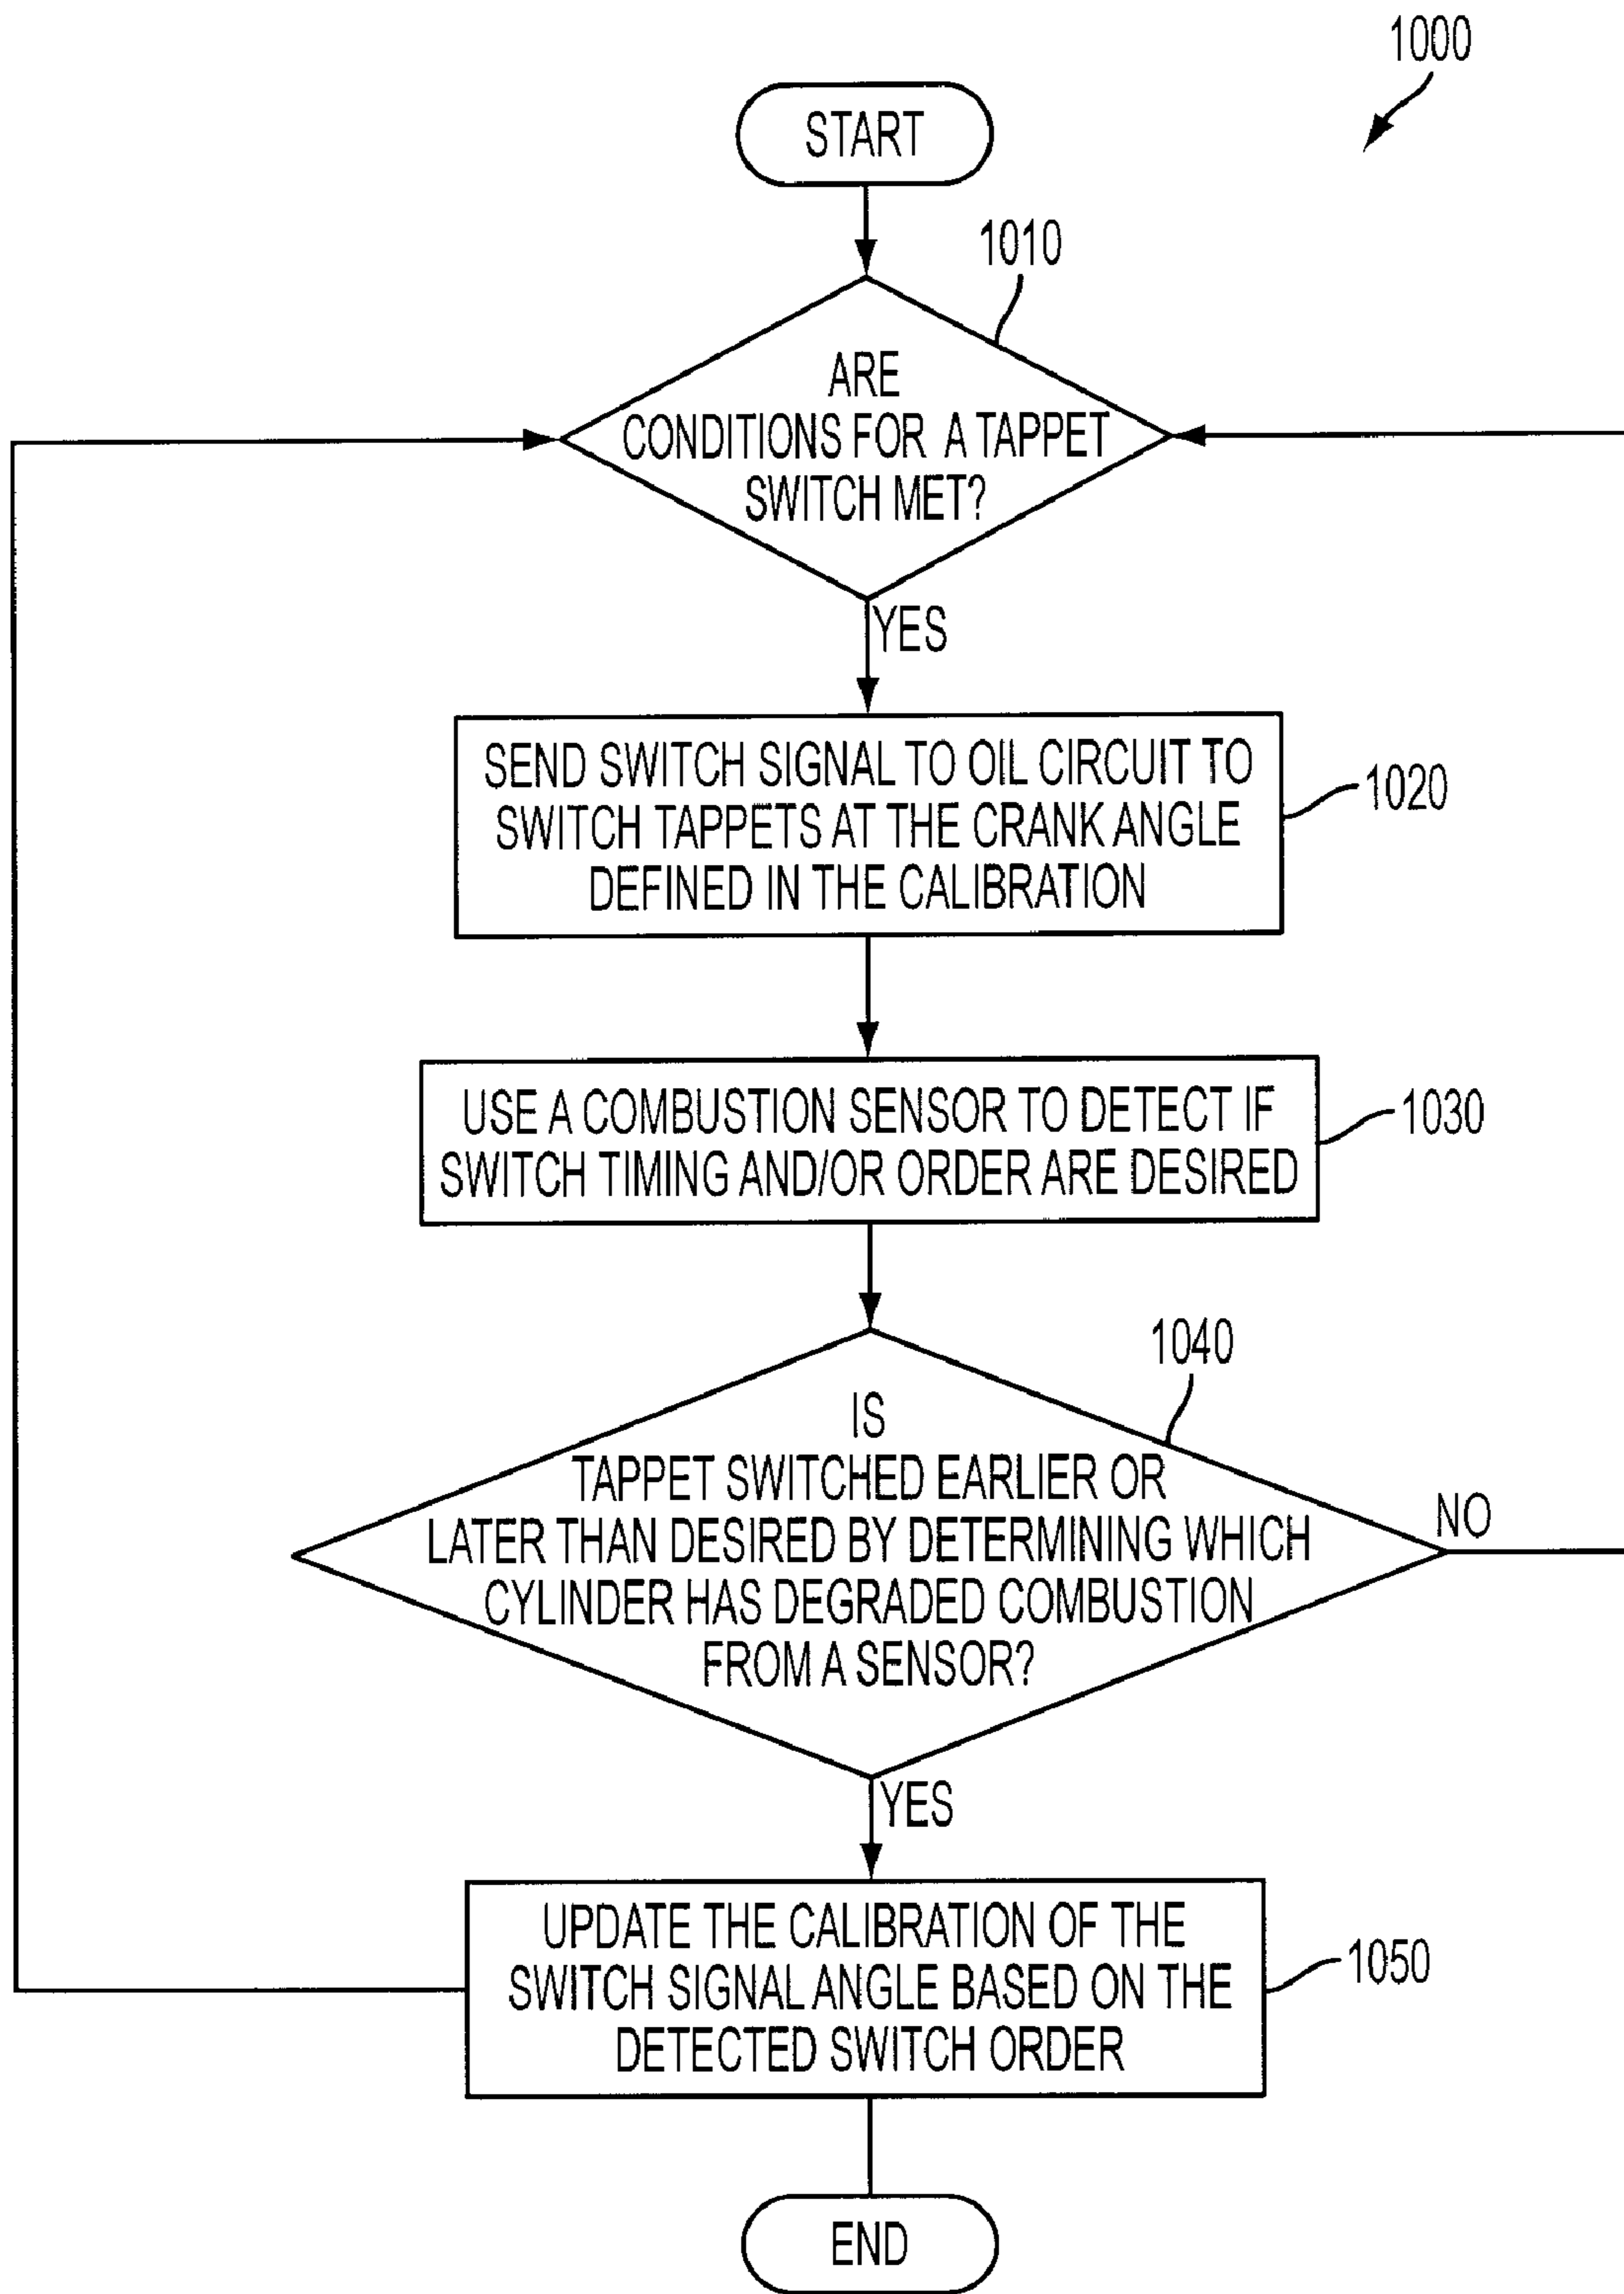 1000
START
1010
ARE
CONDITIONS FOR A TAPPET
SWITCH MET?
YES
SEND SWITCH SIGNAL TO OIL CIRCUIT TO
SWITCH TAPPETS AT THE CRANK ANGLE
DEFINED IN THE CALIBRATION
1020
USE A COMBUSTION SENSOR TO DETECT IF
SWITCH TIMING AND/OR ORDER ARE DESIRED
1030
1040
IS
TAPPET SWITCHED EARLIER OR
LATER THAN DESIRED BY DETERMINING WHICH
CYLINDER HAS DEGRADED COMBUSTION
FROM A SENSOR?
NO
YES
UPDATE THE CALIBRATION OF THE
SWITCH SIGNAL ANGLE BASED ON THE
DETECTED SWITCH ORDER
1050
END